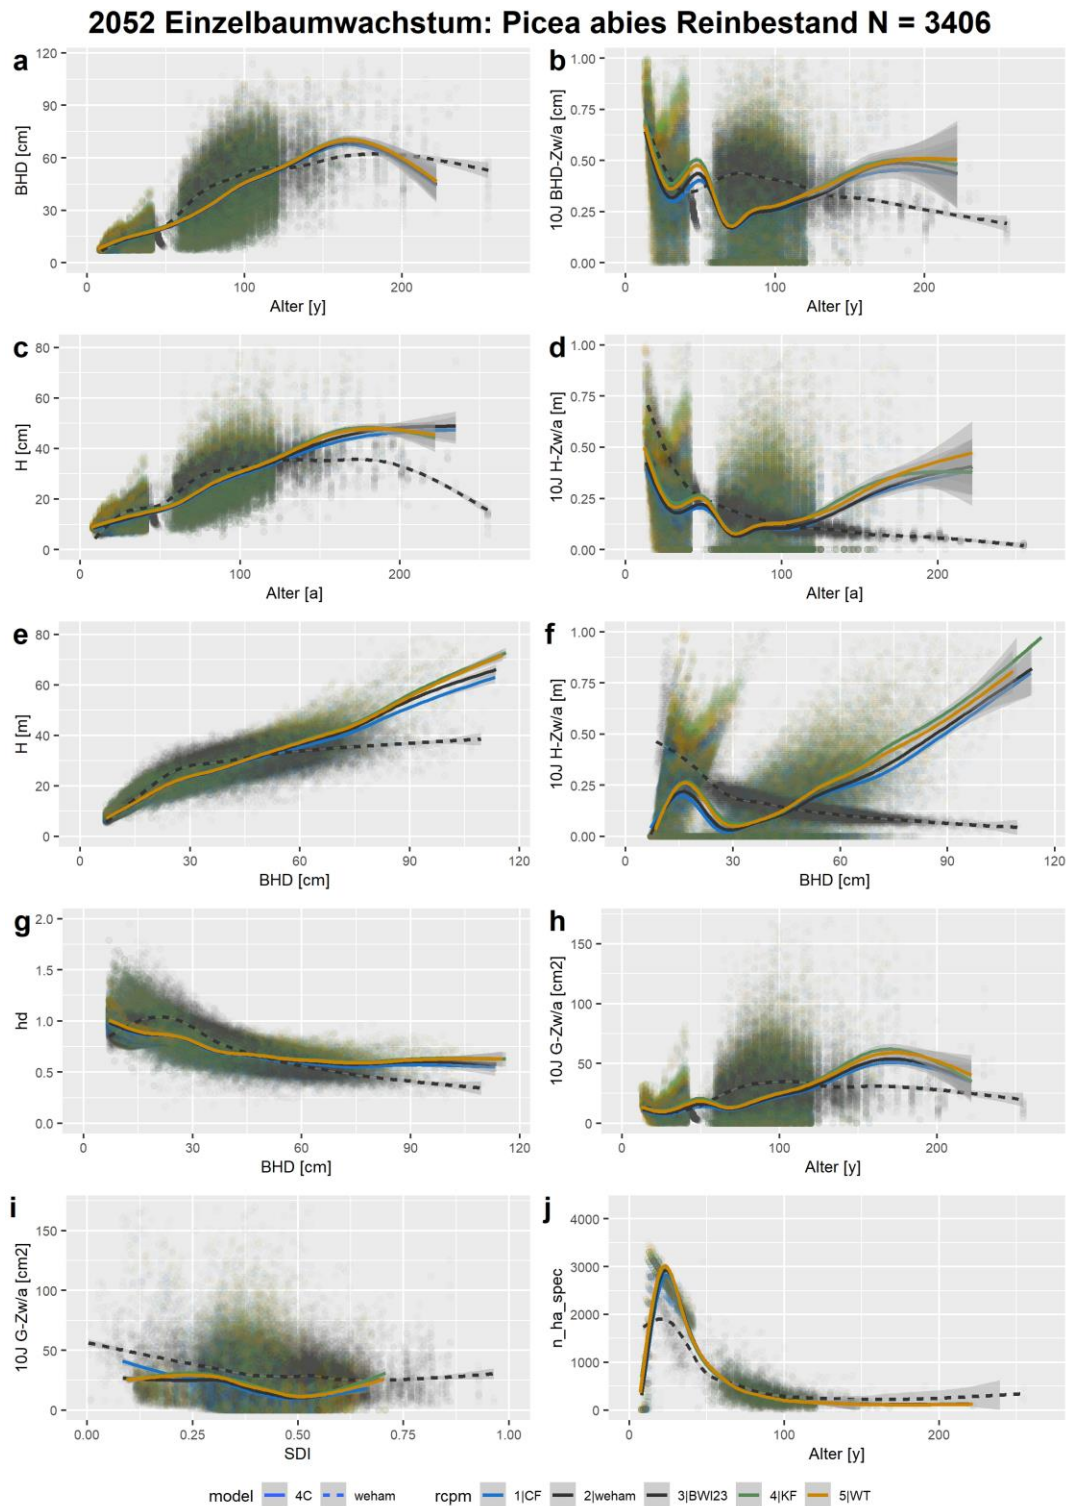 2052 Einzelbaumwachstum: Picea abies Reinbestand N = 3406
a
BHD [cm]
120
90
60
30
0
0 100 200
Alter [y]
b
10J BHD-Zw/a [cm]
1.00
0.75
0.50
0.25
0.00
0 100 200
Alter [y]
c
H [cm]
80
60
40
20
0
0 100 200
Alter [a]
d
10J H-Zw/a [m]
1.00
0.75
0.50
0.25
0.00
0 100 200
Alter [y]
e
H [m]
80
60
40
20
0
0 30 60 90 120
BHD [cm]
f
10J H-Zw/a [m]
1.00
0.75
0.50
0.25
0.00
0 30 60 90 120
BHD [cm]
g
hd
2.0
1.5
1.0
0.5
0.0
0 30 60 90 120
BHD [cm]
h
10J G-Zw/a [cm2]
150
100
50
0
0 100 200
Alter [y]
i
10J G-Zw/a [cm2]
150
100
50
0
0.00 0.25 0.50 0.75 1.00
SDI
j
n_ha_spec
4000
3000
2000
1000
0
0 100 200
Alter [y]
model 4C weham rcpm 1|CF 2|weham 3|BWI23 4|KF 5|WT